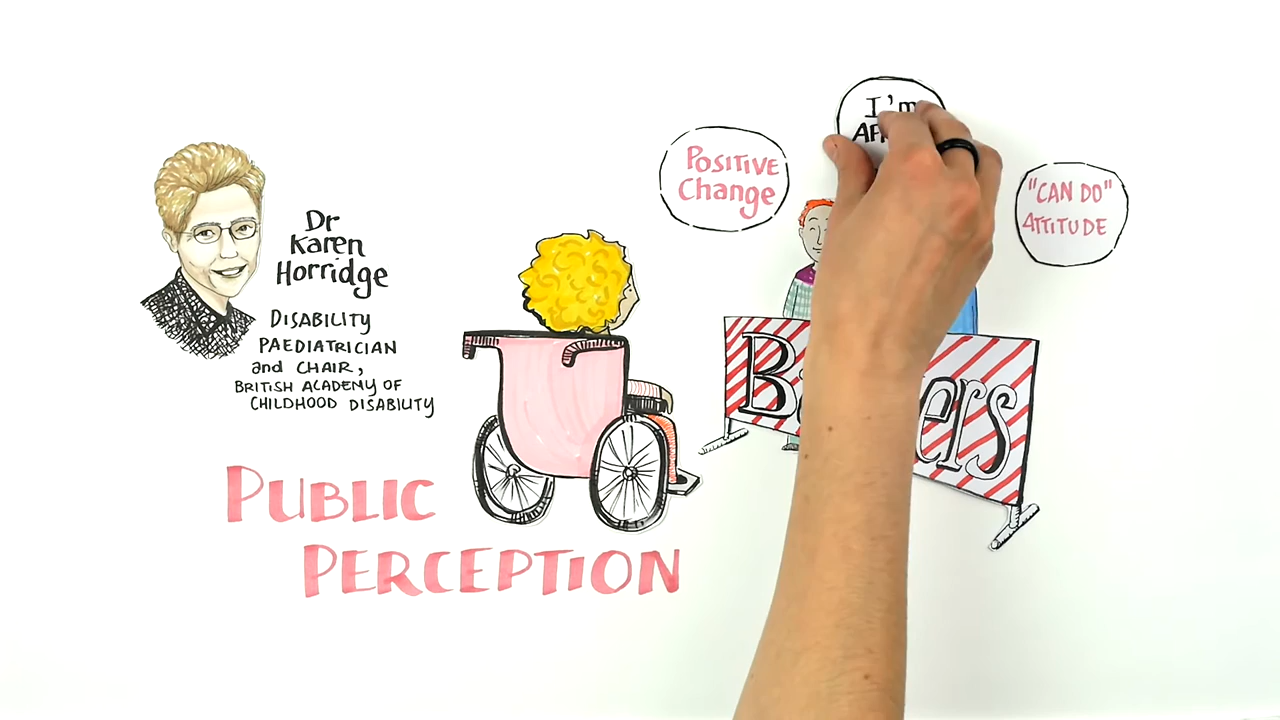 Dr
Karen
Horridge
DISABILITY
PAEDIATRICIAN
and CHAIR,
BRITISH ACADEMY OF
CHILDHOOD DISABILITY
PUBLIC
PERCEPTION
POSITIVE
Change
I'm
"CAN DO"
ATTITUDE